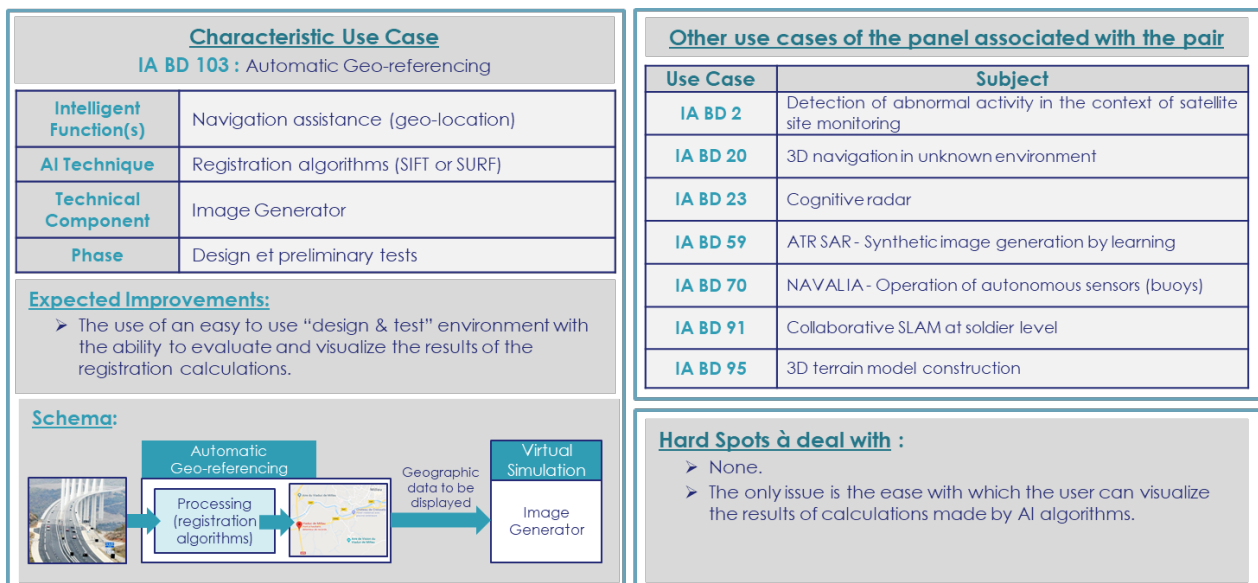 Characteristic Use Case
IA BD 103 : Automatic Geo-referencing
Intelligent
Function(s)
Navigation assistance (geo-location)
AI Technique
Registration algorithms (SIFT or SURF)
Technical
Component
Image Generator
Phase
Design et preliminary tests
Expected Improvements:
➢ The use of an easy to use “design & test” environment with
the ability to evaluate and visualize the results of the
registration calculations.
Schema:
Automatic
Geo-referencing
Processing
(registration
algorithms)
Geographic
data to be
displayed
Virtual
Simulation
Image
Generator
Other use cases of the panel associated with the pair
Use Case Subject
IA BD 2 Detection of abnormal activity in the context of satellite
site monitoring
IA BD 20 3D navigation in unknown environment
IA BD 23 Cognitive radar
IA BD 59 ATR SAR - Synthetic image generation by learning
IA BD 70 NAVALIA - Operation of autonomous sensors (buoys)
IA BD 91 Collaborative SLAM at soldier level
IA BD 95 3D terrain model construction
Hard Spots à deal with :
➢ None.
➢ The only issue is the ease with which the user can visualize
the results of calculations made by AI algorithms.